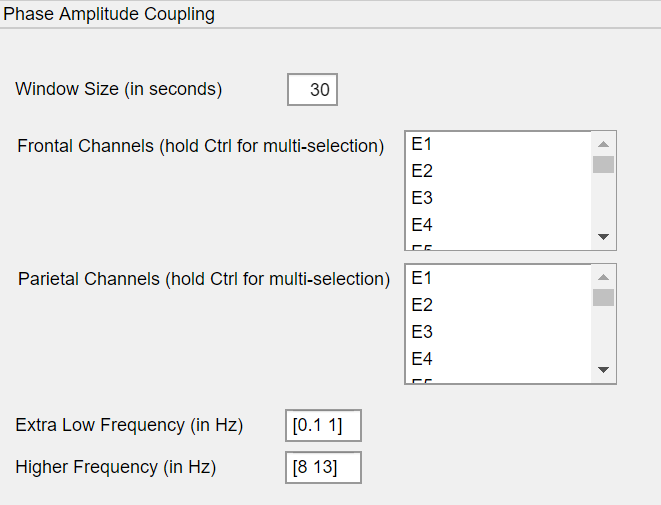 Phase Amplitude Coupling
Window Size (in seconds) 30
Frontal Channels (hold Ctrl for multi-selection)
E1
E2
E3
E4
Parietal Channels (hold Ctrl for multi-selection)
E1
E2
E3
E4
Extra Low Frequency (in Hz) [0.1 1]
Higher Frequency (in Hz) [8 13]